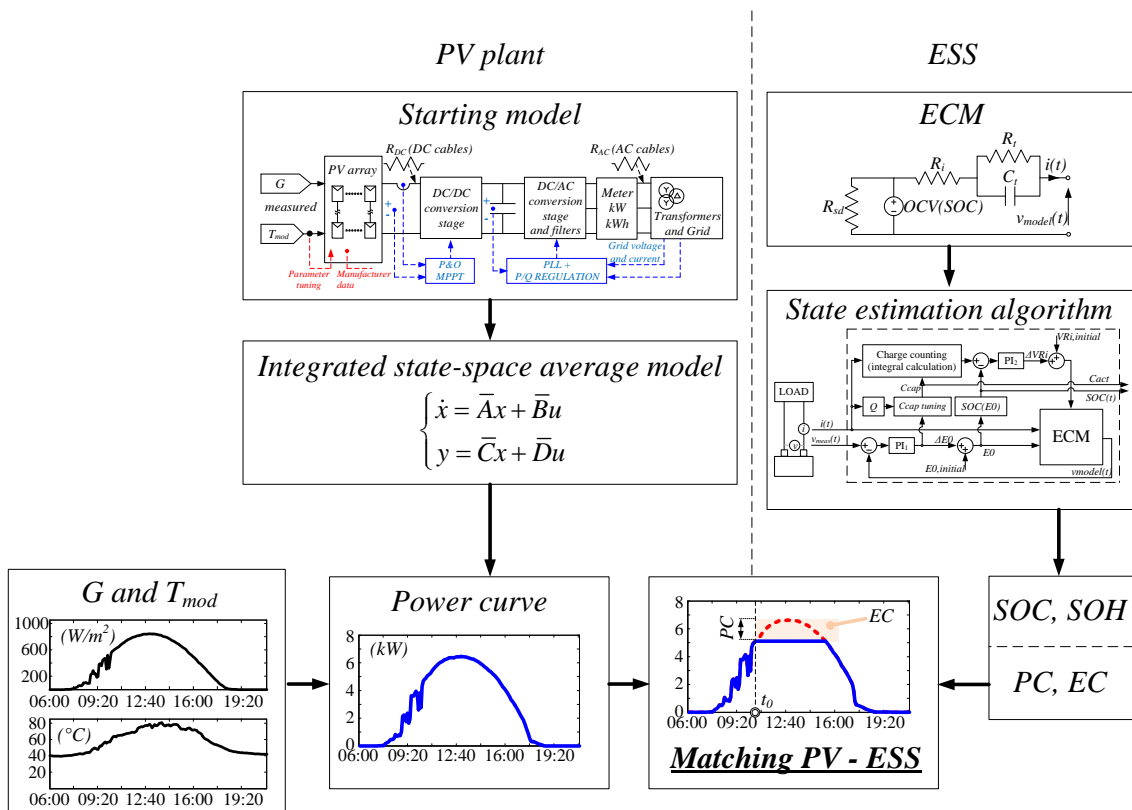 PV plant
ESS
Starting model
R_DC (DC cables)
R_AC (AC cables)
PV array
G
measured
T_mod
DC/DC
conversion
stage
DC/AC
conversion
stage
and filters
Meter
kW
kWh
Transformers
and Grid
+
-
+
-
Y
Y
△
Parameter
tuning
Manufacturer
data
P&O
MPPT
PLL +
P/Q REGULATION
Grid voltage
and current
ECM
R_t
R_i
C_t
i(t)
R_sd
OCV(SOC)
v_model(t)
+
-
Integrated state-space average model
ẋ = A̅x + B̅u
y = C̅x + D̅u
State estimation algorithm
VRi,initial
Charge counting
(integral calculation)
PI₂
ΔVRi
Ccap
Cact
SOC(t)
LOAD
Q
Ccap tuning
SOC(E0)
i
i(t)
v
v_meas(t)
PI₁
ΔE0
E0
E0,initial
ECM
vmodel(t)
G and T_mod
1000
800
600
400
200
(W/m²)
06:00 09:20 12:40 16:00 19:20
80
60
40
20
(°C)
06:00 09:20 12:40 16:00 19:20
Power curve
8
6
4
2
0
(kW)
06:00 09:20 12:40 16:00 19:20
8
6
4
2
0
PC
EC
t₀
06:00 09:20 12:40 16:00 19:20
Matching PV - ESS
SOC, SOH
PC, EC